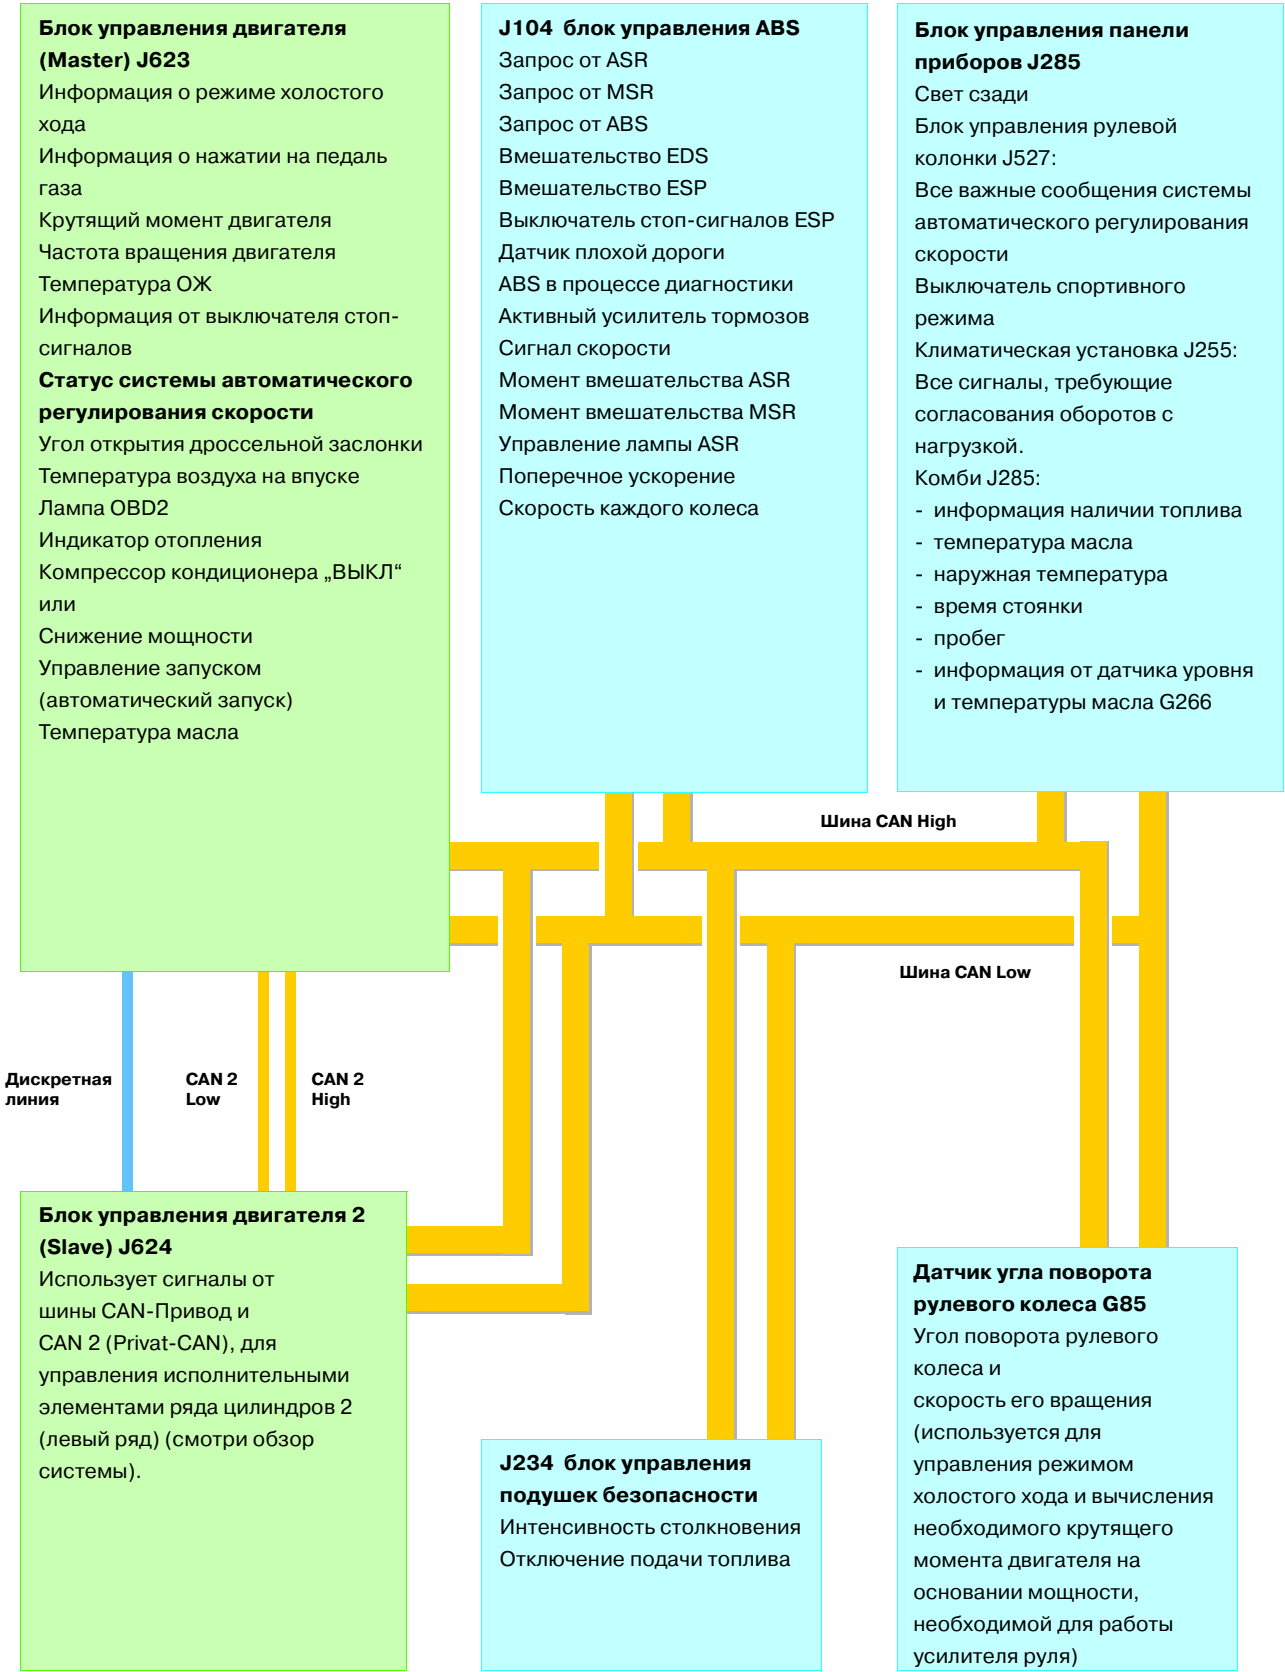 Блок управления двигателя
(Master) J623
Информация о режиме холостого
хода
Информация о нажатии на педаль
газа
Крутящий момент двигателя
Частота вращения двигателя
Температура ОЖ
Информация от выключателя стоп-
сигналов
Статус системы автоматического
регулирования скорости
Угол открытия дроссельной заслонки
Температура воздуха на впуске
Лампа OBD2
Индикатор отопления
Компрессор кондиционера „ВЫКЛ“
или
Снижение мощности
Управление запуском
(автоматический запуск)
Температура масла
J104 блок управления ABS
Запрос от ASR
Запрос от MSR
Запрос от ABS
Вмешательство EDS
Вмешательство ESP
Выключатель стоп-сигналов ESP
Датчик плохой дороги
ABS в процессе диагностики
Активный усилитель тормозов
Сигнал скорости
Момент вмешательства ASR
Момент вмешательства MSR
Управление лампы ASR
Поперечное ускорение
Скорость каждого колеса
Блок управления панели
приборов J285
Свет сзади
Блок управления рулевой
колонки J527:
Все важные сообщения системы
автоматического регулирования
скорости
Выключатель спортивного
режима
Климатическая установка J255:
Все сигналы, требующие
согласования оборотов с
нагрузкой.
Комби J285:
- информация наличии топлива
- температура масла
- наружная температура
- время стоянки
- пробег
- информация от датчика уровня
и температуры масла G266
Шина CAN High
Шина CAN Low
Дискретная
линия
CAN 2
Low
CAN 2
High
Блок управления двигателя 2
(Slave) J624
Использует сигналы от
шины CAN-Привод и
CAN 2 (Privat-CAN), для
управления исполнительными
элементами ряда цилиндров 2
(левый ряд) (смотри обзор
системы).
J234 блок управления
подушек безопасности
Интенсивность столкновения
Отключение подачи топлива
Датчик угла поворота
рулевого колеса G85
Угол поворота рулевого
колеса и
скорость его вращения
(используется для
управления режимом
холостого хода и вычисления
необходимого крутящего
момента двигателя на
основании мощности,
необходимой для работы
усилителя руля)